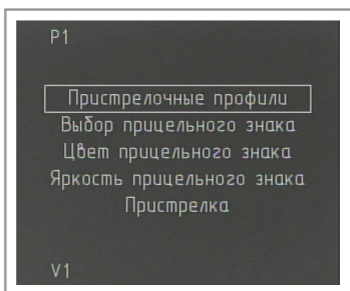 P1
Пристрелочные профили
Выбор прицельного знака
Цвет прицельного знака
Яркость прицельного знака
Пристрелка
V1